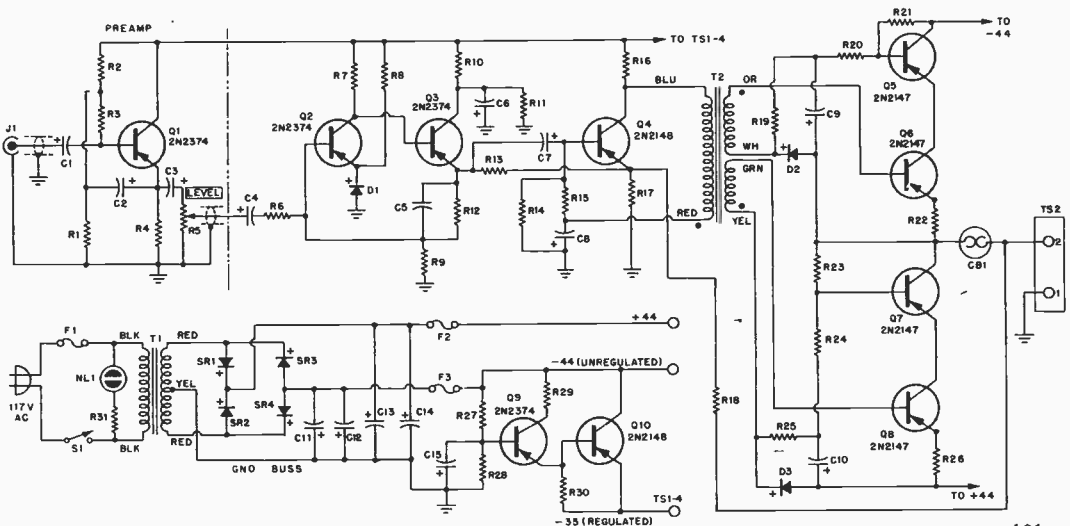 PREAMP
R21
TO
-44
R20
R2
R7
R8
R10
TO TS1-4
R16
BLU
T2
OR
Q5
2N2147
R3
Q1
2N2374
Q2
2N2374
Q3
2N2374
C6
R11
Q4
2N2148
R19
C9
J1
C1
Q6
2N2147
C7
WH
D2
GRN
C2
C3
LEVEL
D1
R13
R17
R22
TS2
C4
R6
C5
R12
R14
R15
RED
YEL
R1
R4
R5
C8
2
CB1
R9
R23
1
Q7
2N2147
F1
BLK
T1
RED
F2
+44
R24
SR1
SR3
-44 (UNREGULATED)
NL1
YEL
F3
Q9
2N2374
R29
117V
AC
SR4
R27
Q10
2N2148
R18
R31
SR2
C11
C12
C13
C14
R25
Q8
2N2147
S1
BLK
RED
C15
R28
C10
R26
GND BUSS
R30
D3
TS1-4
TO +44
-35 (REGULATED)